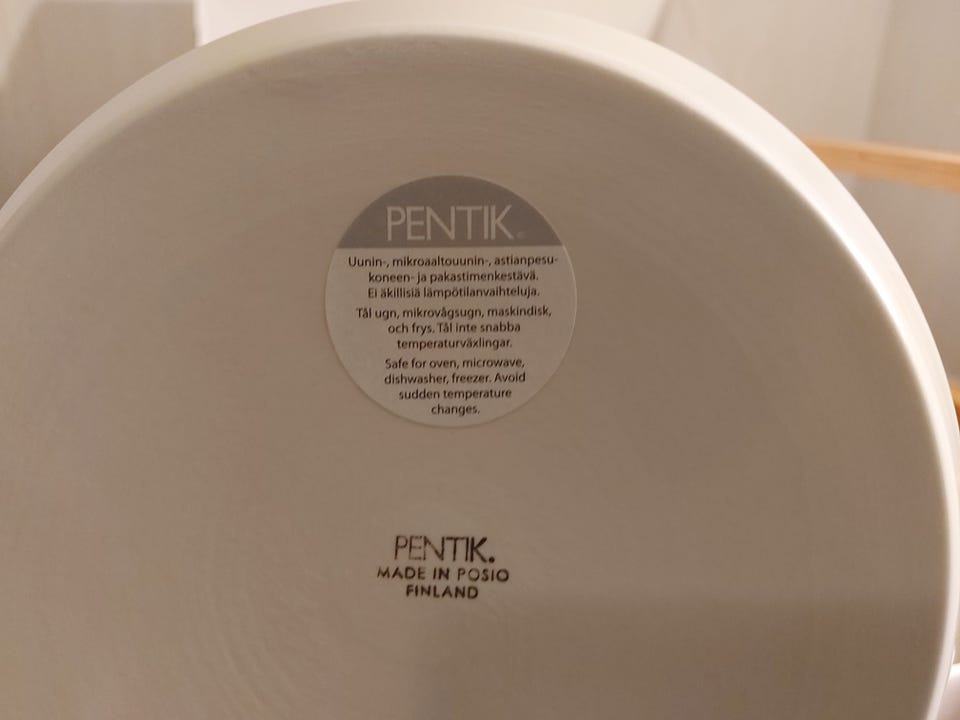 PENTIK®
Uunin-, mikroaaltouunin-, astianpesu-
koneen- ja pakastimenkestävä.
Ei äkillisiä lämpötilanvaihteluja.
Tål ugn, mikrovågsugn, maskindisk,
och frys. Tål inte snabba
temperaturväxlingar.
Safe for oven, microwave,
dishwasher, freezer. Avoid
sudden temperature
changes.
PENTIK.
MADE IN POSIO
FINLAND